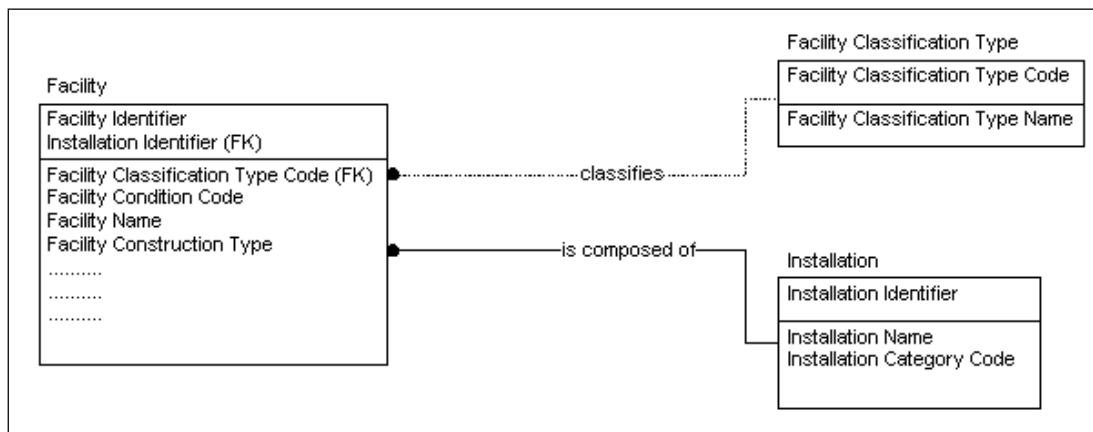 Facility
Facility Identifier
Installation Identifier (FK)
Facility Classification Type Code (FK)
Facility Condition Code
Facility Name
Facility Construction Type
..........
..........
..........
classifies
is composed of
Facility Classification Type
Facility Classification Type Code
Facility Classification Type Name
Installation
Installation Identifier
Installation Name
Installation Category Code